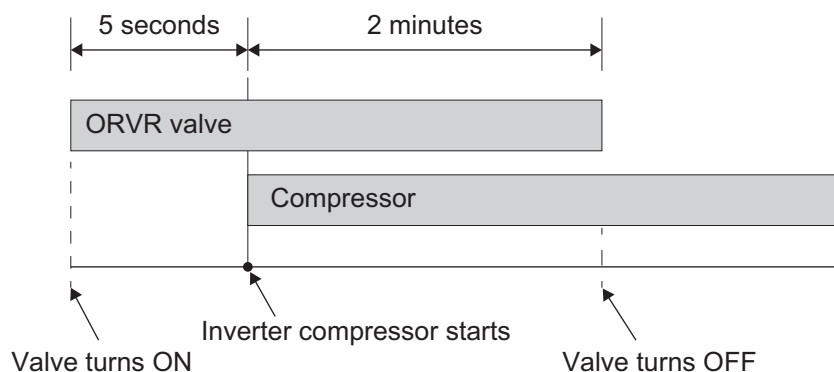 5 seconds 2 minutes
ORVR valve
Compressor
Inverter compressor starts
Valve turns ON Valve turns OFF